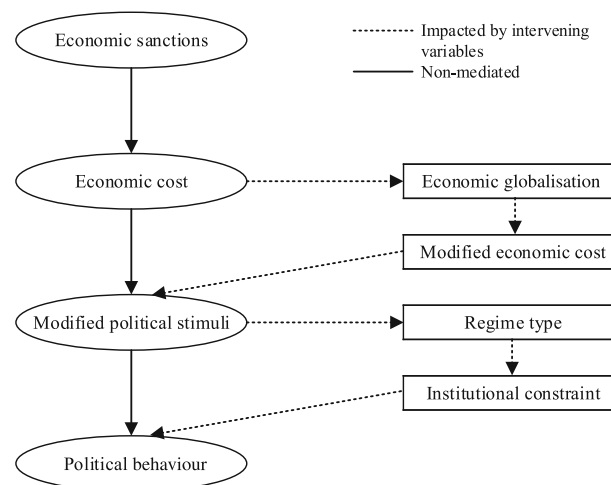 Economic sanctions
Impacted by intervening
variables
Non-mediated
Economic cost
Economic globalisation
Modified economic cost
Modified political stimuli
Regime type
Institutional constraint
Political behaviour